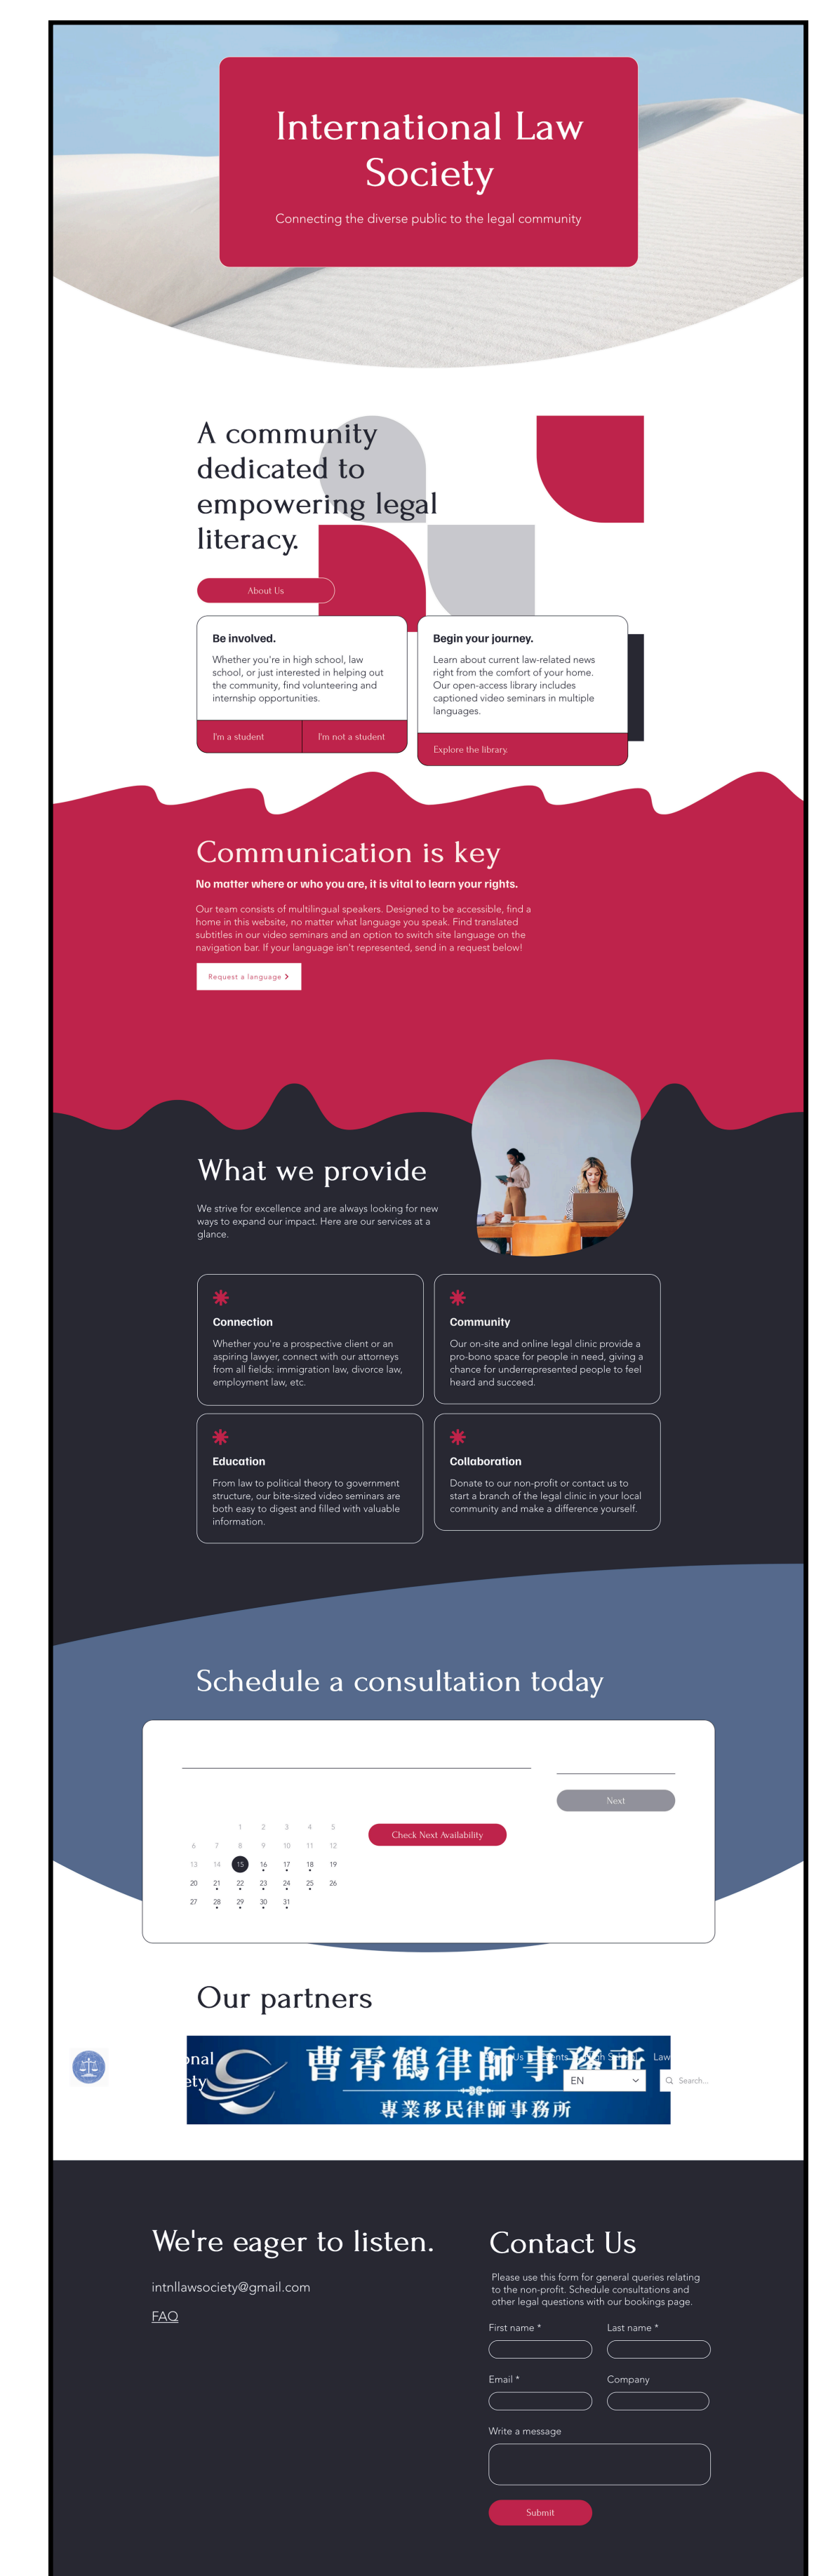 International Law
Society
Connecting the diverse public to the legal community
A community
dedicated to
empowering legal
literacy.
About Us
Be involved.
Whether you're in high school, law
school, or just interested in helping out
the community, find volunteering and
internship opportunities.
I'm a student
I'm not a student
Begin your journey.
Learn about current law-related news
right from the comfort of your home.
Our open-access library includes
captioned video seminars in multiple
languages.
Explore the library.
Communication is key
No matter where or who you are, it is vital to learn your rights.
Our team consists of multilingual speakers. Designed to be accessible, find a
home in this website, no matter what language you speak. Find translated
subtitles in our video seminars and an option to switch site language on the
navigation bar. If your language isn't represented, send in a request below!
Request a language >
What we provide
We strive for excellence and are always looking for new
ways to expand our impact. Here are our services at a
glance.
Connection
Whether you're a prospective client or an
aspiring lawyer, connect with our attorneys
from all fields: immigration law, divorce law,
employment law, etc.
Community
Our on-site and online legal clinic provide a
pro-bono space for people in need, giving a
chance for underrepresented people to feel
heard and succeed.
Education
From law to political theory to government
structure, our bite-sized video seminars are
both easy to digest and filled with valuable
information.
Collaboration
Donate to our non-profit or contact us to
start a branch of the legal clinic in your local
community and make a difference yourself.
Schedule a consultation today
Next
Check Next Availability
1 2 3 4 5
6 7 8 9 10 11 12
13 14 15 16 17 18 19
20 21 22 23 24 25 26
27 28 29 30 31
Our partners
曹霄鶴律師事務所
專業移民律師事務所
Us
Law
EN
Search...
We're eager to listen.
intnllawsociety@gmail.com
FAQ
Contact Us
Please use this form for general queries relating
to the non-profit. Schedule consultations and
other legal questions with our bookings page.
First name *
Last name *
Email *
Company
Write a message
Submit